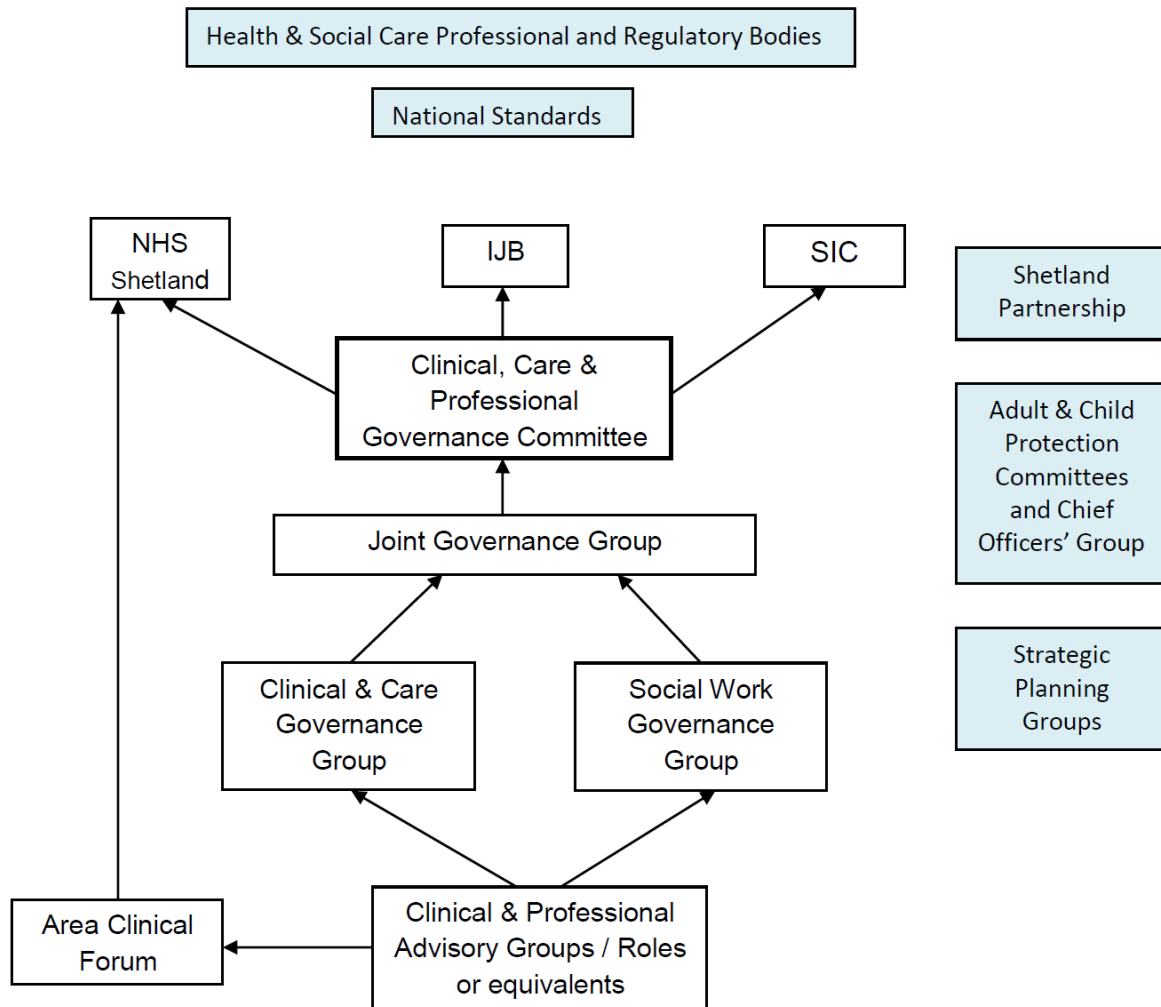 Health & Social Care Professional and Regulatory Bodies
National Standards
NHS
Shetland
IJB
SIC
Shetland
Partnership
Clinical, Care &
Professional
Governance Committee
Adult & Child
Protection
Committees
and Chief
Officers’ Group
Joint Governance Group
Clinical & Care
Governance
Group
Social Work
Governance
Group
Strategic
Planning
Groups
Area Clinical
Forum
Clinical & Professional
Advisory Groups / Roles
or equivalents